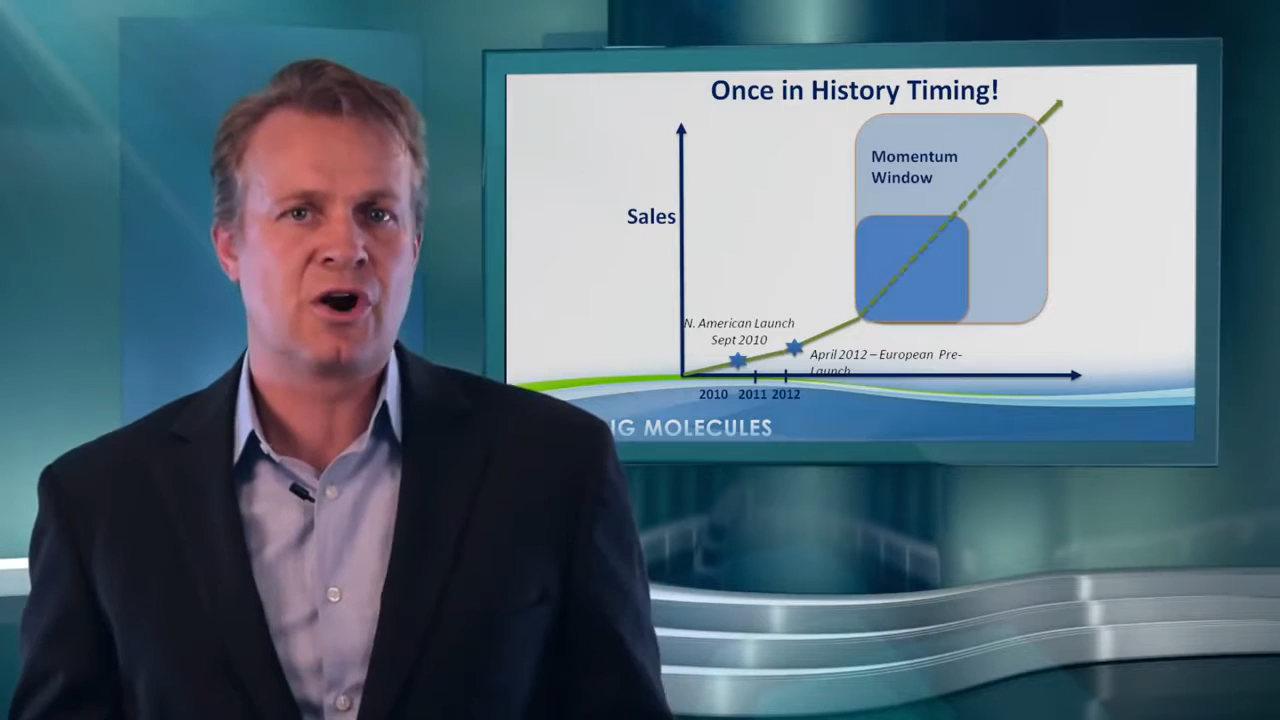 Once in History Timing!
Momentum
Window
Sales
N. American Launch
Sept 2010
April 2012 – European Pre-
Launch
2010 2011 2012
MOLECULES